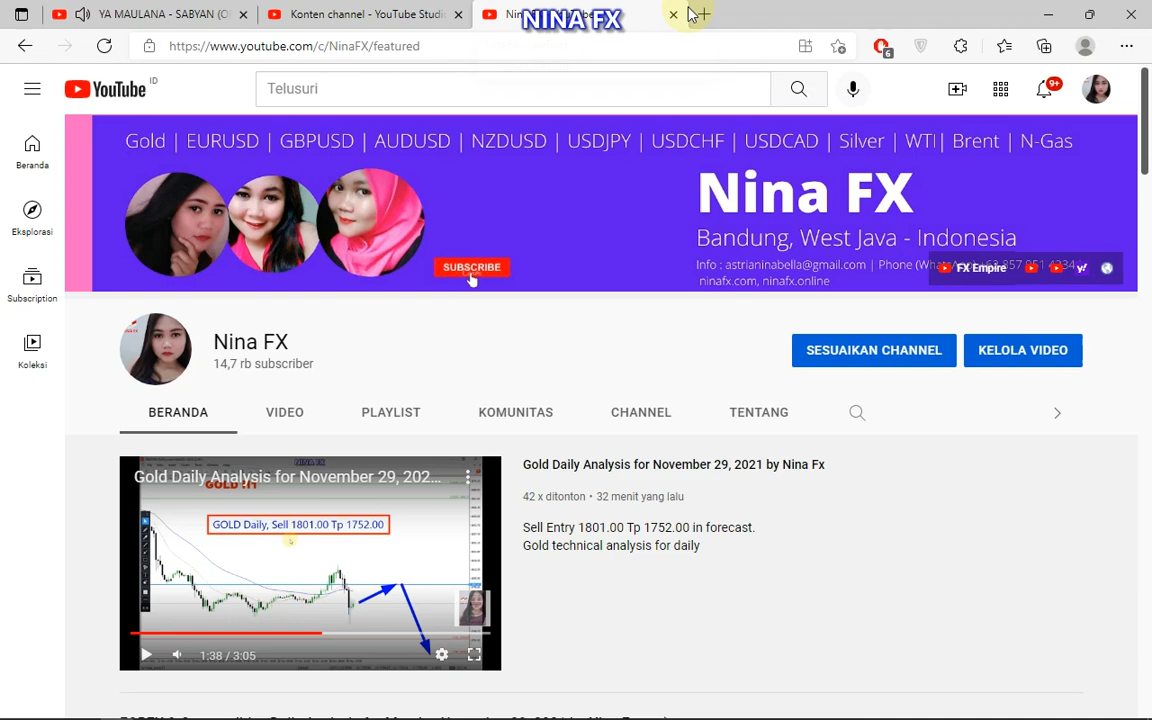 YA MAULANA - SABYAN (O
Konten channel - YouTube Studi
NINA FX
https://www.youtube.com/c/NinaFX/featured
6
YouTube ID
Telusuri
9+
Beranda
Eksplorasi
Subscription
Koleksi
Gold | EURUSD | GBPUSD | AUDUSD | NZDUSD | USDJPY | USDCHF | USDCAD | Silver | WTI | Brent | N-Gas
Nina FX
Bandung, West Java - Indonesia
Info : astrianinabella@gmail.com | Phone
ninafx.com, ninafx.online
FX Empire
y!
SUBSCRIBE
Nina FX
14,7 rb subscriber
SESUAIKAN CHANNEL
KELOLA VIDEO
BERANDA
VIDEO
PLAYLIST
KOMUNITAS
CHANNEL
TENTANG
Gold Daily Analysis for November 29, 202...
GOLD Daily, Sell 1801.00 Tp 1752.00
1:38 / 3:05
Gold Daily Analysis for November 29, 2021 by Nina Fx
42 x ditonton • 32 menit yang lalu
Sell Entry 1801.00 Tp 1752.00 in forecast.
Gold technical analysis for daily